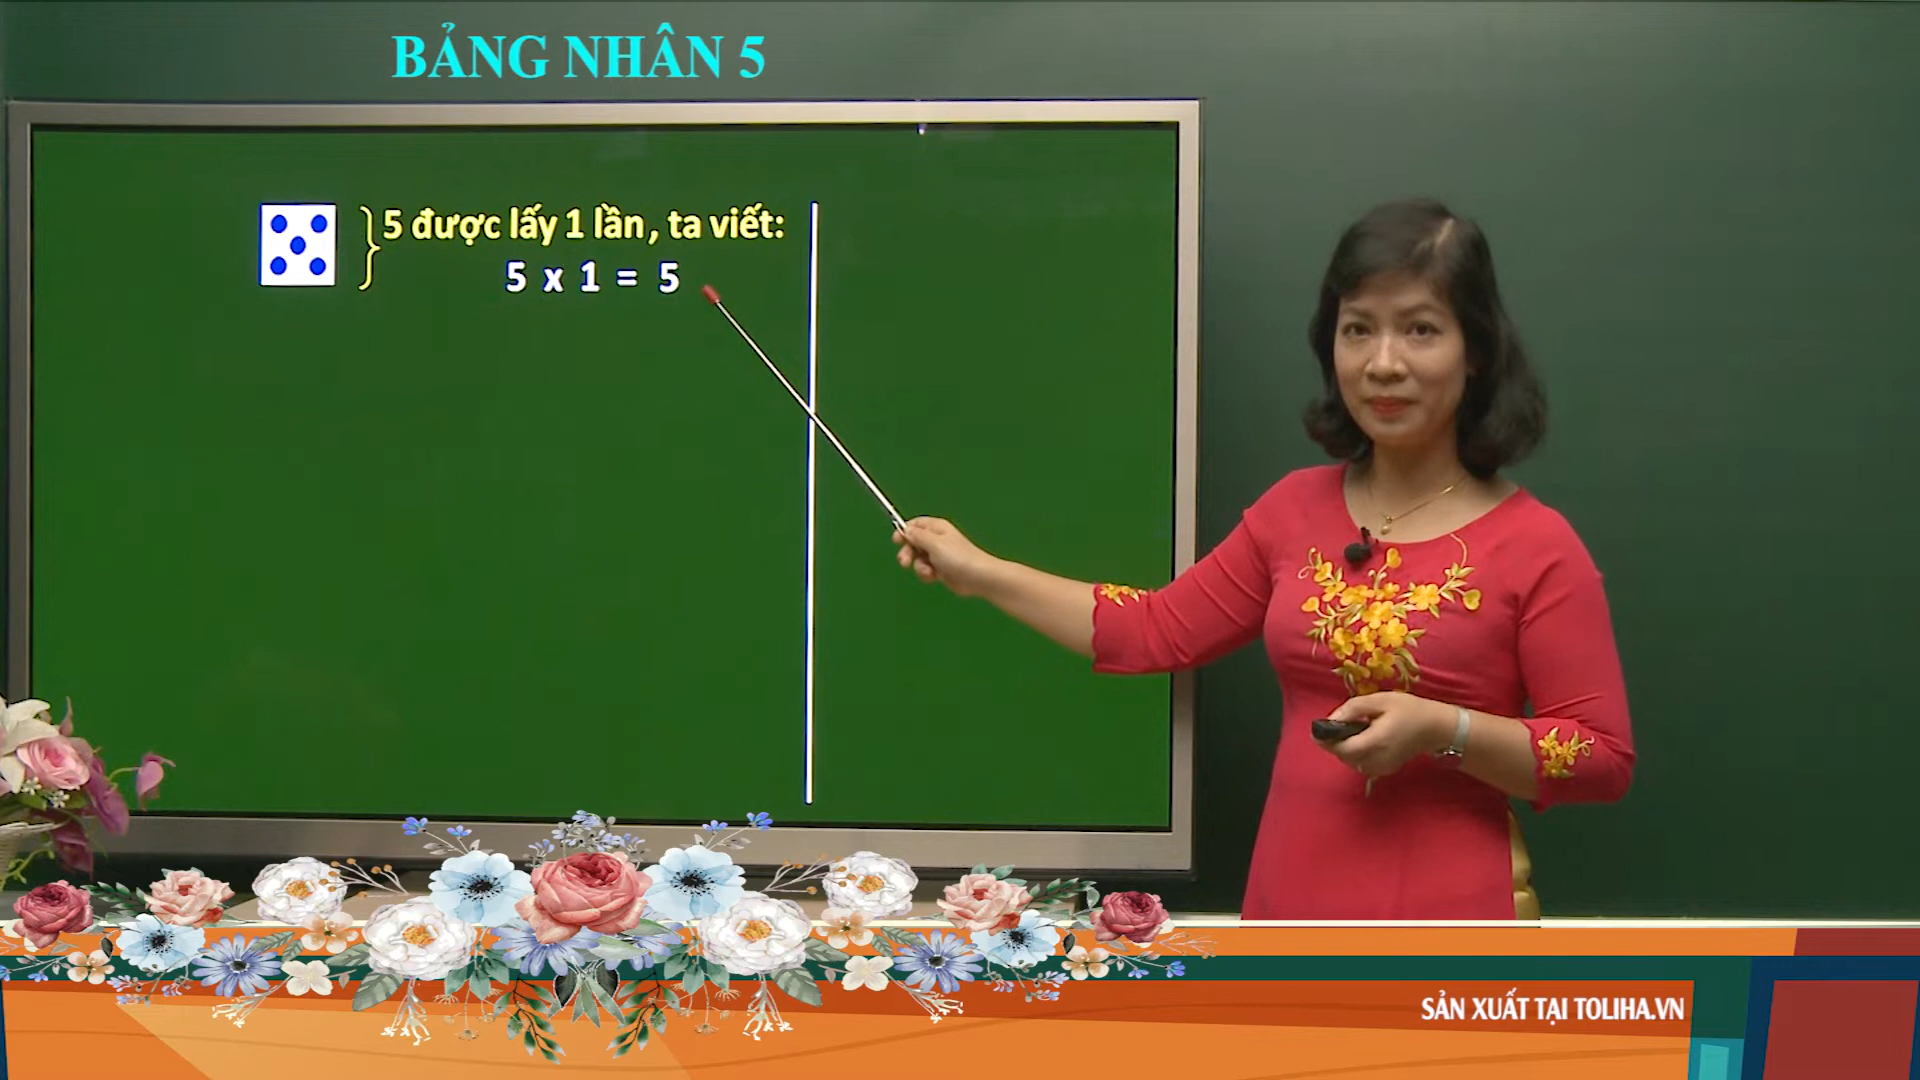 BẢNG NHÂN 5
5 được lấy 1 lần, ta viết:
5 x 1 = 5
SẢN XUẤT TẠI TOLIHA.VN